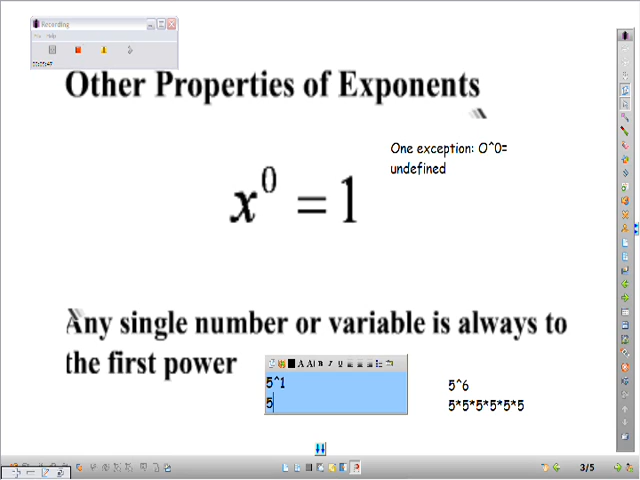 Recording
Other Properties of Exponents
One exception: 0^0=
undefined
x⁰ = 1
Any single number or variable is always to
the first power
5^1
5
5^6
5*5*5*5*5*5
3/5